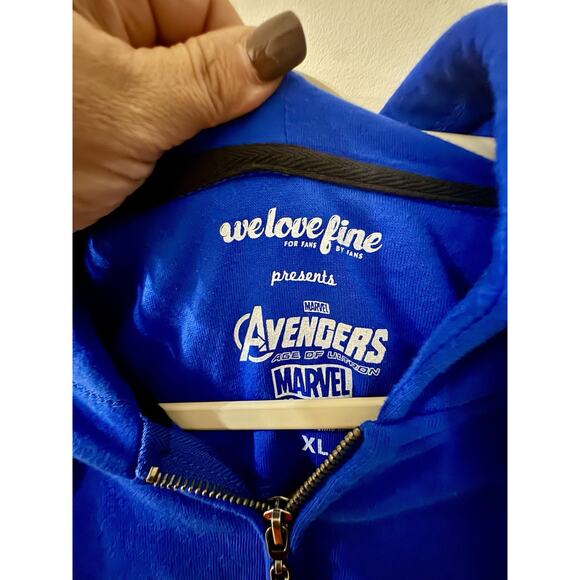 we love fine
FOR FANS BY FANS
presents
MARVEL
AVENGERS
AGE OF ULTRON
MARVEL
XL